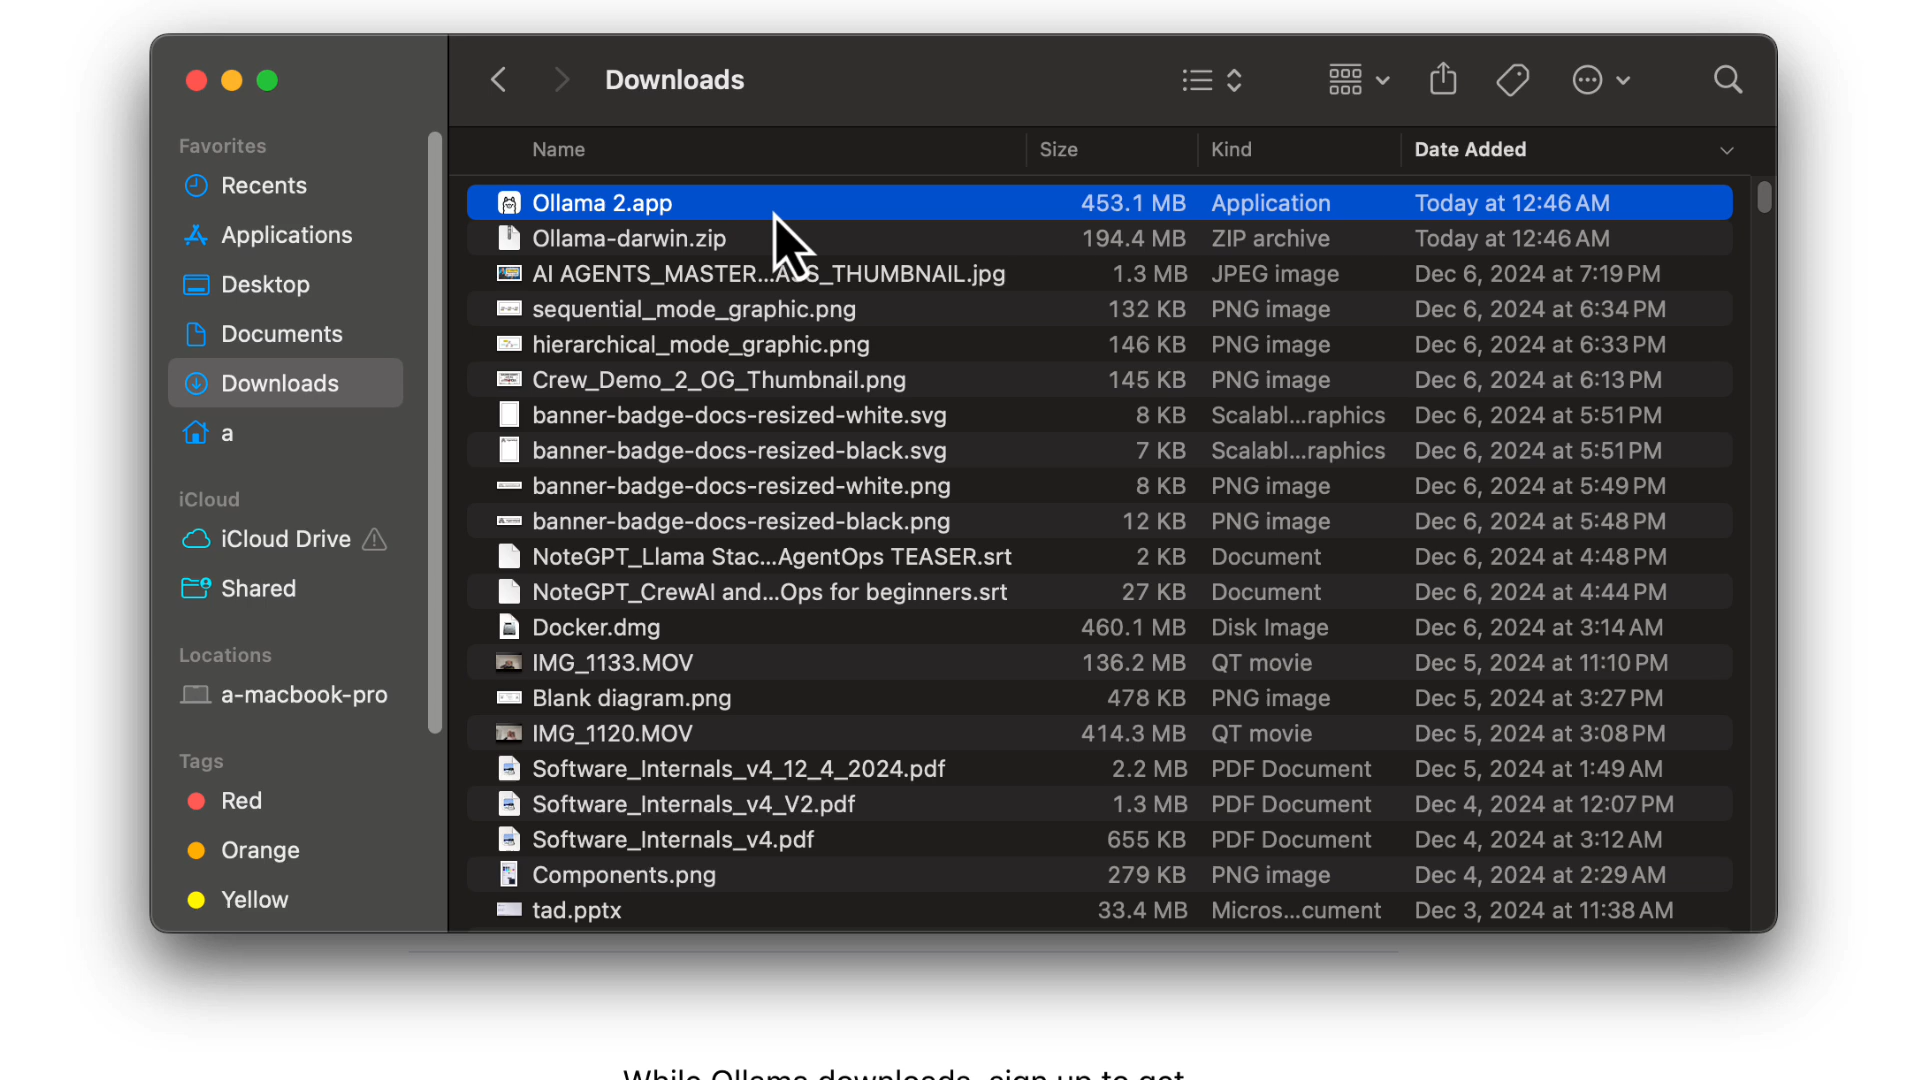 Downloads
Favorites
Recents
Applications
Desktop
Documents
Downloads
a
iCloud
iCloud Drive
Shared
Locations
a-macbook-pro
Tags
Red
Orange
Yellow
Name Size Kind Date Added
Ollama 2.app 453.1 MB Application Today at 12:46 AM
Ollama-darwin.zip 194.4 MB ZIP archive Today at 12:46 AM
AI AGENTS_MASTER... S_THUMBNAIL.jpg 1.3 MB JPEG image Dec 6, 2024 at 7:19 PM
sequential_mode_graphic.png 132 KB PNG image Dec 6, 2024 at 6:34 PM
hierarchical_mode_graphic.png 146 KB PNG image Dec 6, 2024 at 6:33 PM
Crew_Demo_2_OG_Thumbnail.png 145 KB PNG image Dec 6, 2024 at 6:13 PM
banner-badge-docs-resized-white.svg 8 KB Scalabl...raphics Dec 6, 2024 at 5:51 PM
banner-badge-docs-resized-black.svg 7 KB Scalabl...raphics Dec 6, 2024 at 5:51 PM
banner-badge-docs-resized-white.png 8 KB PNG image Dec 6, 2024 at 5:49 PM
banner-badge-docs-resized-black.png 12 KB PNG image Dec 6, 2024 at 5:48 PM
NoteGPT_Llama Stac...AgentOps TEASER.srt 2 KB Document Dec 6, 2024 at 4:48 PM
NoteGPT_CrewAI and...Ops for beginners.srt 27 KB Document Dec 6, 2024 at 4:44 PM
Docker.dmg 460.1 MB Disk Image Dec 6, 2024 at 3:14 AM
IMG_1133.MOV 136.2 MB QT movie Dec 5, 2024 at 11:10 PM
Blank diagram.png 478 KB PNG image Dec 5, 2024 at 3:27 PM
IMG_1120.MOV 414.3 MB QT movie Dec 5, 2024 at 3:08 PM
Software_Internals_v4_12_4_2024.pdf 2.2 MB PDF Document Dec 5, 2024 at 1:49 AM
Software_Internals_v4_V2.pdf 1.3 MB PDF Document Dec 4, 2024 at 12:07 PM
Software_Internals_v4.pdf 655 KB PDF Document Dec 4, 2024 at 3:12 AM
Components.png 279 KB PNG image Dec 4, 2024 at 2:29 AM
tad.pptx 33.4 MB Micros...cument Dec 3, 2024 at 11:38 AM
While Ollama downloads, sign up to get